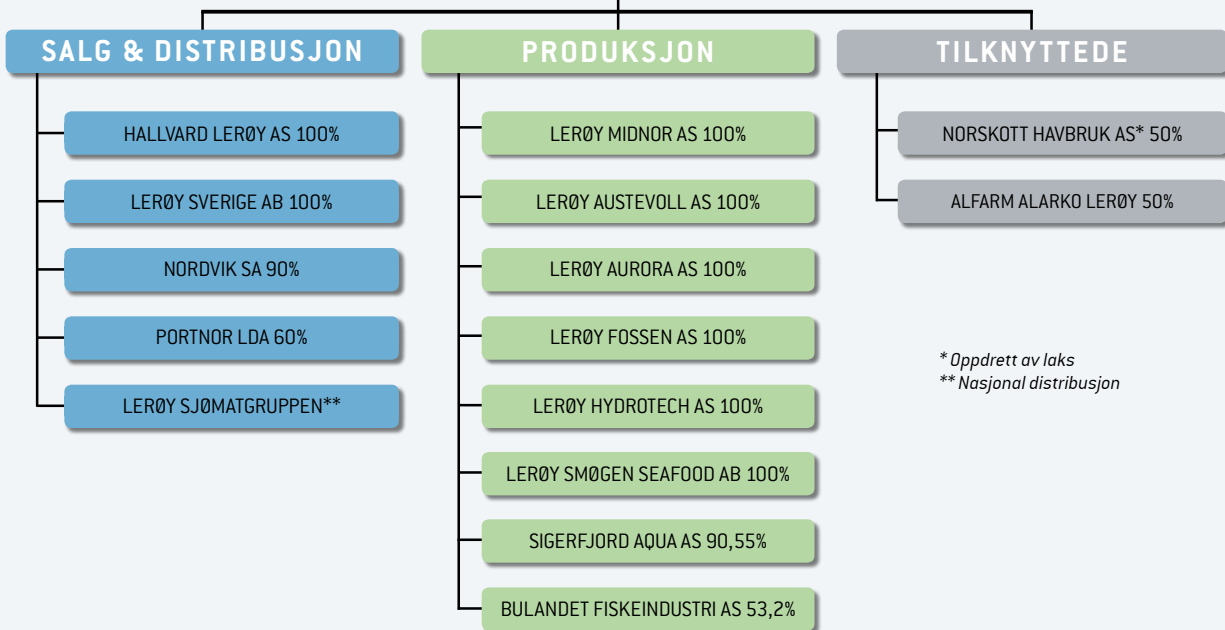 SALG & DISTRIBUSJON
HALLVARD LERØY AS 100%
LERØY SVERIGE AB 100%
NORDVIK SA 90%
PORTNOR LDA 60%
LERØY SJØMATGRUPPEN**
PRODUKSJON
LERØY MIDNOR AS 100%
LERØY AUSTEVOLL AS 100%
LERØY AURORA AS 100%
LERØY FOSSEN AS 100%
LERØY HYDROTECH AS 100%
LERØY SMØGEN SEAFOOD AB 100%
SIGERFJORD AQUA AS 90,55%
BULANDET FISKEINDUSTRI AS 53,2%
TILKNYTTEDE
NORSKOTT HAVBRUK AS* 50%
ALFARM ALARKO LERØY 50%
* Oppdrett av laks
** Nasjonal distribusjon